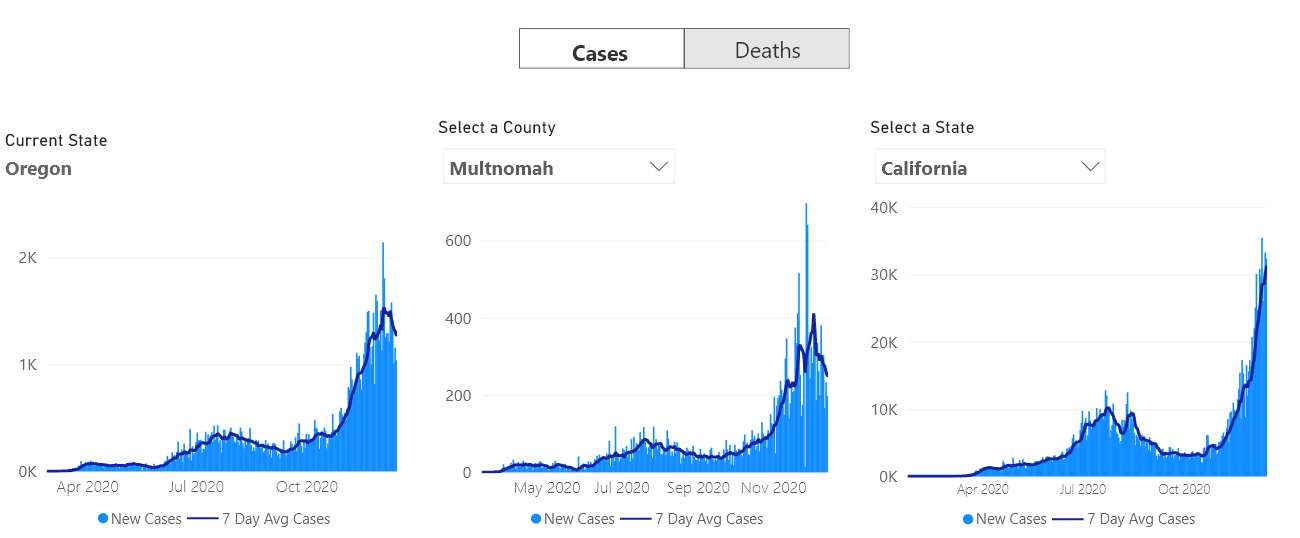 Cases Deaths
Current State
Oregon
2K
1K
0K
Apr 2020 Jul 2020 Oct 2020
New Cases 7 Day Avg Cases
Select a County
Multnomah
600
400
200
0
May 2020 Jul 2020 Sep 2020 Nov 2020
New Cases 7 Day Avg Cases
Select a State
California
40K
30K
20K
10K
0K
Apr 2020 Jul 2020 Oct 2020
New Cases 7 Day Avg Cases